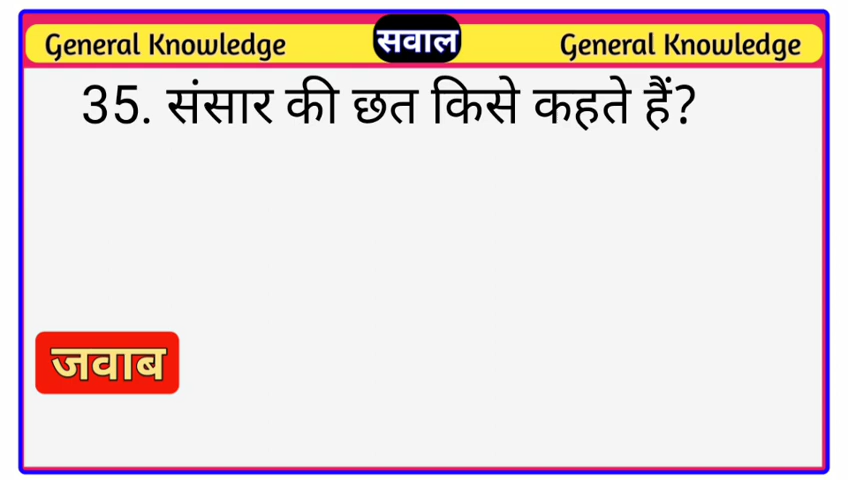 General Knowledge सवाल General Knowledge
35. संसार की छत किसे कहते हैं?
जवाब